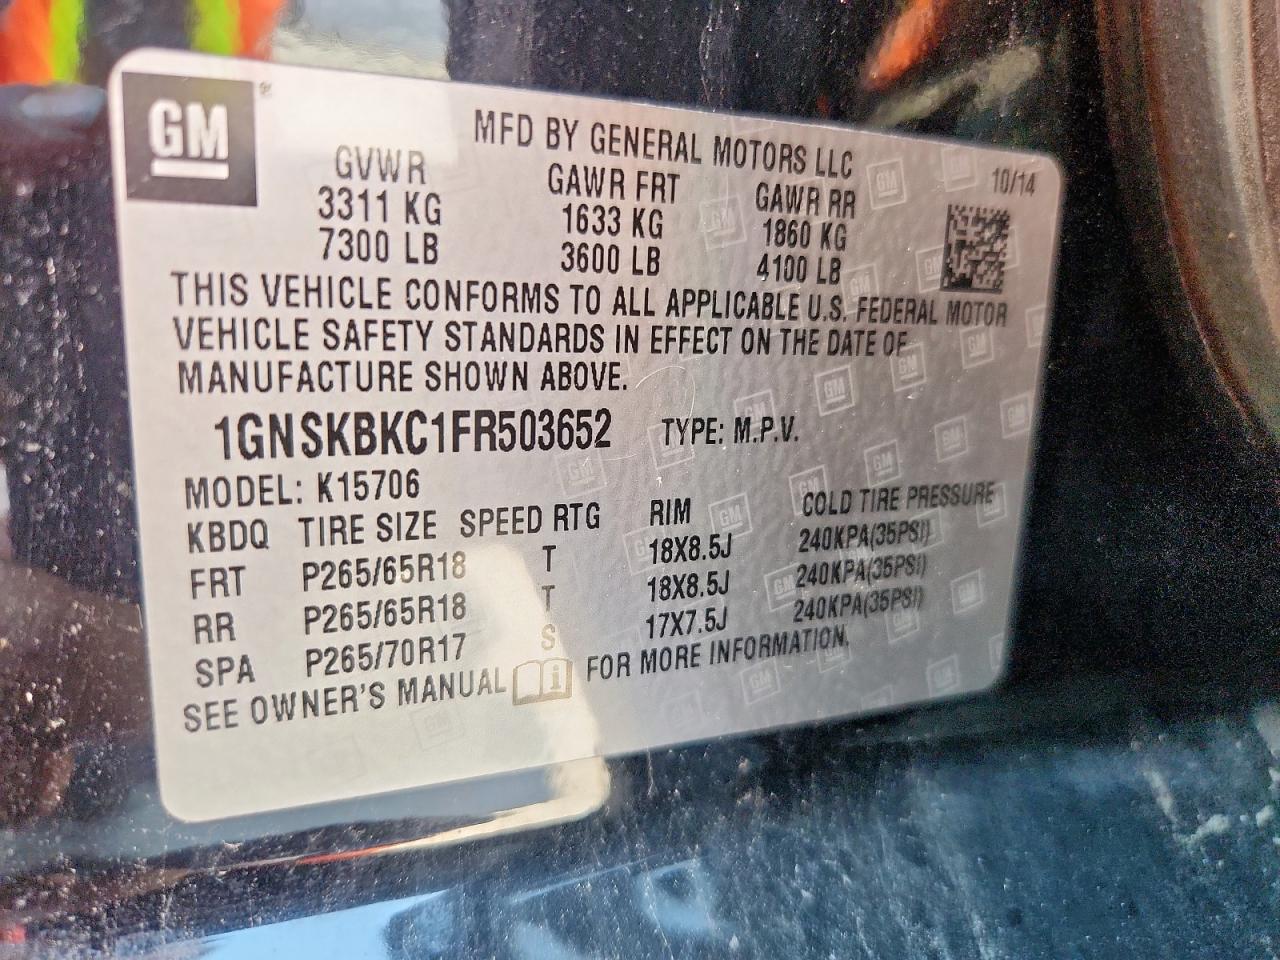 GM ®
MFD BY GENERAL MOTORS LLC
10/14
GVWR GAWR FRT GAWR RR
3311 KG 1633 KG 1860 KG
7300 LB 3600 LB 4100 LB
THIS VEHICLE CONFORMS TO ALL APPLICABLE U.S. FEDERAL MOTOR
VEHICLE SAFETY STANDARDS IN EFFECT ON THE DATE OF
MANUFACTURE SHOWN ABOVE.
1GNSKBKC1FR503652 TYPE: M.P.V.
MODEL: K15706
KBDQ TIRE SIZE SPEED RTG RIM COLD TIRE PRESSURE
FRT P265/65R18 T 18X8.5J 240KPA(35PSI)
RR P265/65R18 T 18X8.5J 240KPA(35PSI)
SPA P265/70R17 S 17X7.5J 240KPA(35PSI)
SEE OWNER'S MANUAL i FOR MORE INFORMATION.